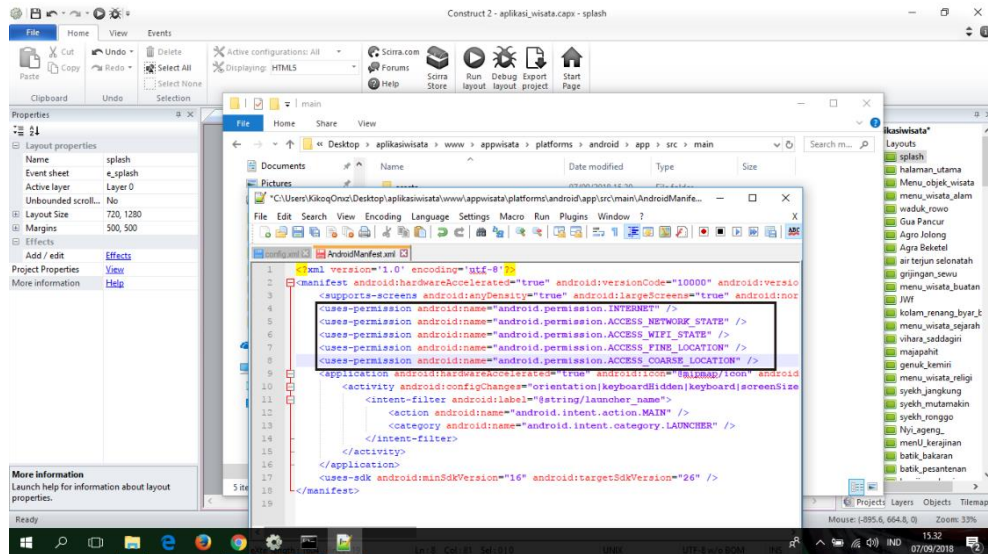 Construct 2 - aplikasi_wisata.capx - splash
File Home View Events
Paste
Cut
Copy
Undo
Redo
Delete
Select All
Select None
Clipboard Undo Selection
Active configurations: All
Displaying: HTML5
Scirra.com
Forums
Help
Scirra Store
Run layout
Debug layout
Export project
Start Page
Properties
Layout properties
Name splash
Event sheet e_splash
Active layer Layer 0
Unbounded scroll... No
Layout Size 720, 1280
Margins 500, 500
Effects
Add / edit Effects
Project Properties View
More information Help
More information
Launch help for information about layout
properties.
Ready
main
File Home Share View
« Desktop > aplikasiwisata > www > appwisata > platforms > android > app > src > main
Search m...
Documents
Pictures
Name Date modified Type Size
5 ite
*C:\Users\KikoqOnxz\Desktop\aplikasiwisata\www\appwisata\platforms\android\app\src\main\AndroidManife...
File Edit Search View Encoding Language Settings Macro Run Plugins Window ?
X
config.xml AndroidManifest.xml
1 <?xml version='1.0' encoding='utf-8'?>
2 <manifest android:hardwareAccelerated="true" android:versionCode="10000" android:versio
3 <supports-screens android:anyDensity="true" android:largeScreens="true" android:nor
4 <uses-permission android:name="android.permission.INTERNET" />
5 <uses-permission android:name="android.permission.ACCESS_NETWORK_STATE" />
6 <uses-permission android:name="android.permission.ACCESS_WIFI_STATE" />
7 <uses-permission android:name="android.permission.ACCESS_FINE_LOCATION" />
8 <uses-permission android:name="android.permission.ACCESS_COARSE_LOCATION" />
9 <application android:hardwareAccelerated="true" android:icon="@mipmap/icon" android
10 <activity android:configChanges="orientation|keyboardHidden|keyboard|screenSize
11 <intent-filter android:label="@string/launcher_name">
12 <action android:name="android.intent.action.MAIN" />
13 <category android:name="android.intent.category.LAUNCHER" />
14 </intent-filter>
15 </activity>
16 </application>
17 <uses-sdk android:minSdkVersion="16" android:targetSdkVersion="26" />
18 </manifest>
19
ikasiwisata*
Layouts
splash
halaman_utama
Menu_objek_wisata
menu_wisata_alam
waduk_rowo
Gua Pancur
Agro Jolong
Agra Beketel
air terjun selonatah
grijingan_sewu
menu_wisata_buatan
JWf
kolam_renang_byar_b
menu_wisata_sejarah
vihara_saddagiri
majapahit
genuk_kemiri
menu_wisata_religi
syekh_jangkung
syekh_mutamakin
syekh_ronggo
Nyi_ageng_
menU_kerajinan
batik_bakaran
batik_pesantenan
Projects Layers Objects Tilemap
Mouse: (-895.6, 664.8, 0) Zoom: 33%
IND
15.32
07/09/2018